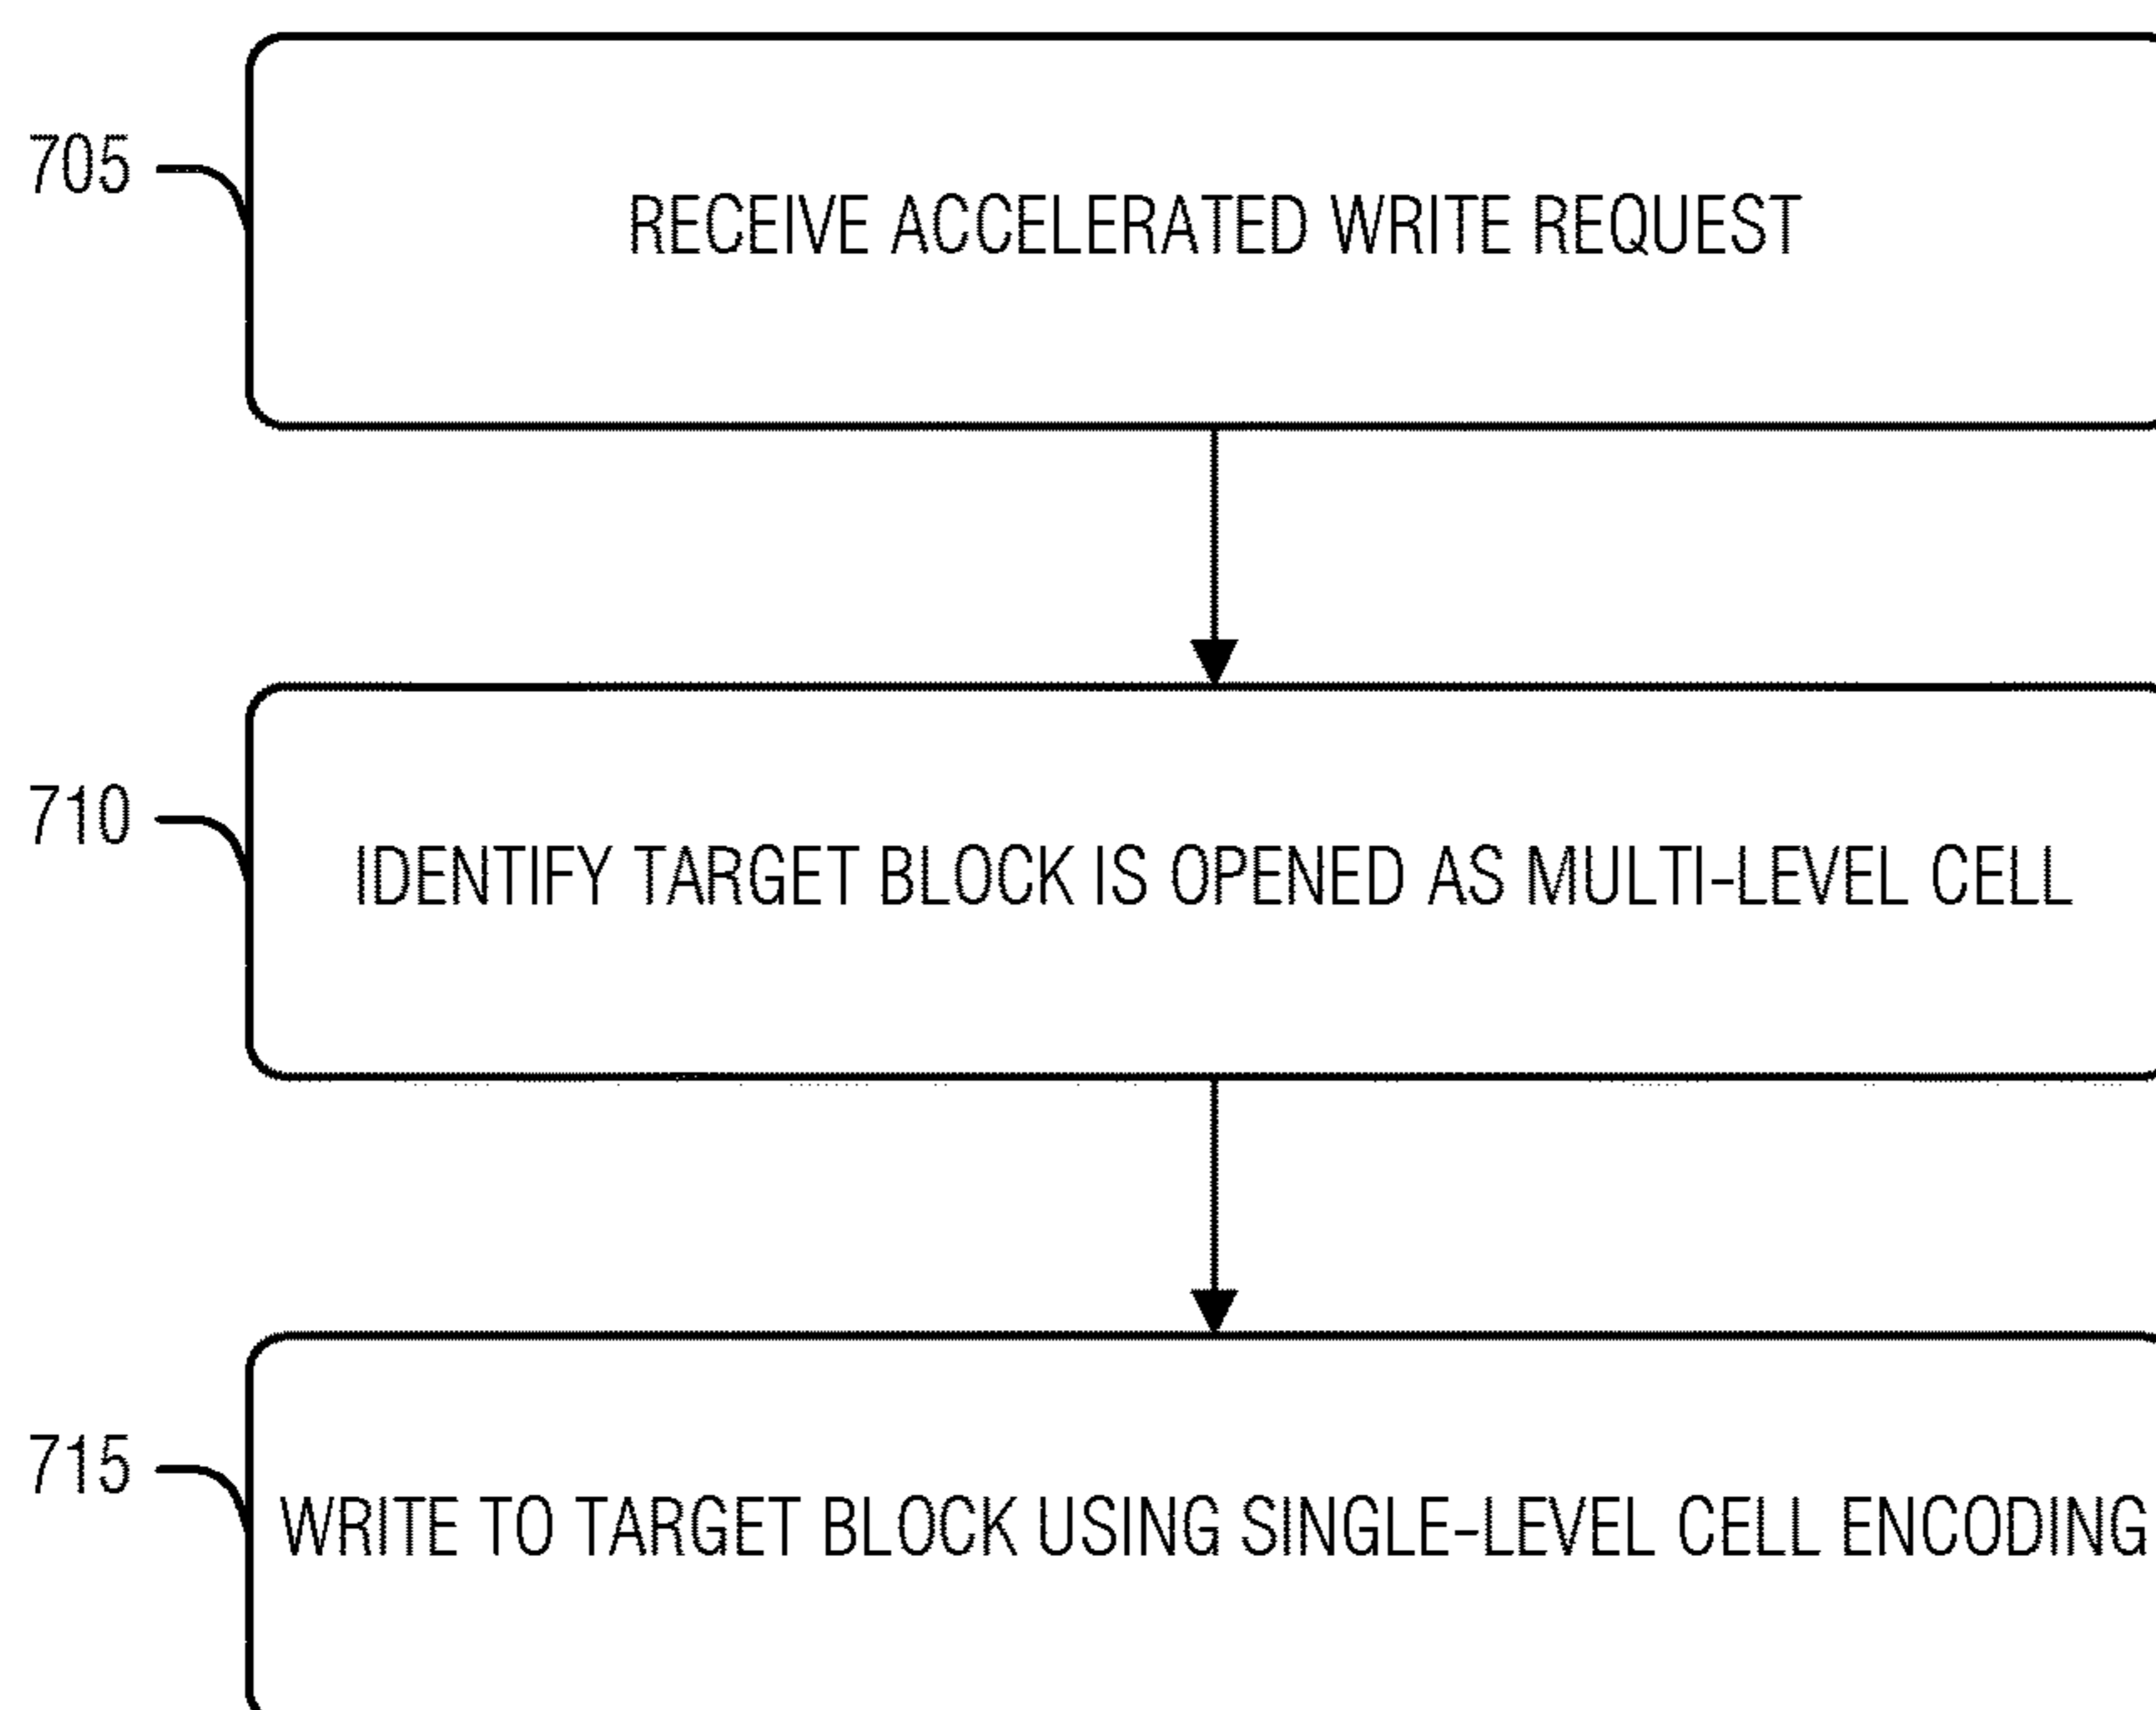 705
RECEIVE ACCELERATED WRITE REQUEST
710
IDENTIFY TARGET BLOCK IS OPENED AS MULTI-LEVEL CELL
715
WRITE TO TARGET BLOCK USING SINGLE-LEVEL CELL ENCODING